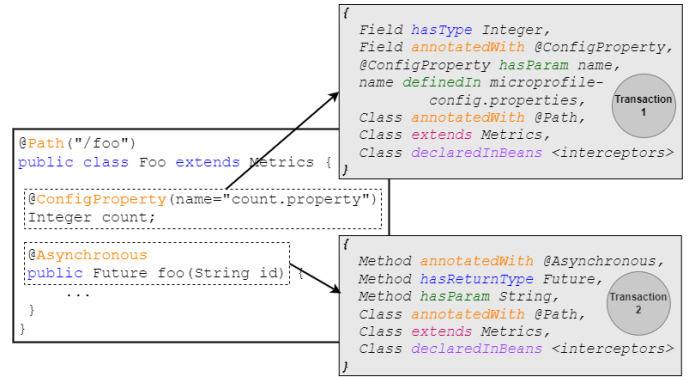 @Path("/foo")
public class Foo extends Metrics {
@ConfigProperty(name="count.property")
Integer count;
@Asynchronous
public Future foo(String id) {
...
}
}
{
Field hasType Integer,
Field annotatedWith @ConfigProperty,
@ConfigProperty hasParam name,
name definedIn microprofile-
config.properties,
Class annotatedWith @Path,
Class extends Metrics,
Class declaredInBeans <interceptors>
}
Transaction
1
{
Method annotatedWith @Asynchronous,
Method hasReturnType Future,
Method hasParam String,
Class annotatedWith @Path,
Class extends Metrics,
Class declaredInBeans <interceptors>
}
Transaction
2